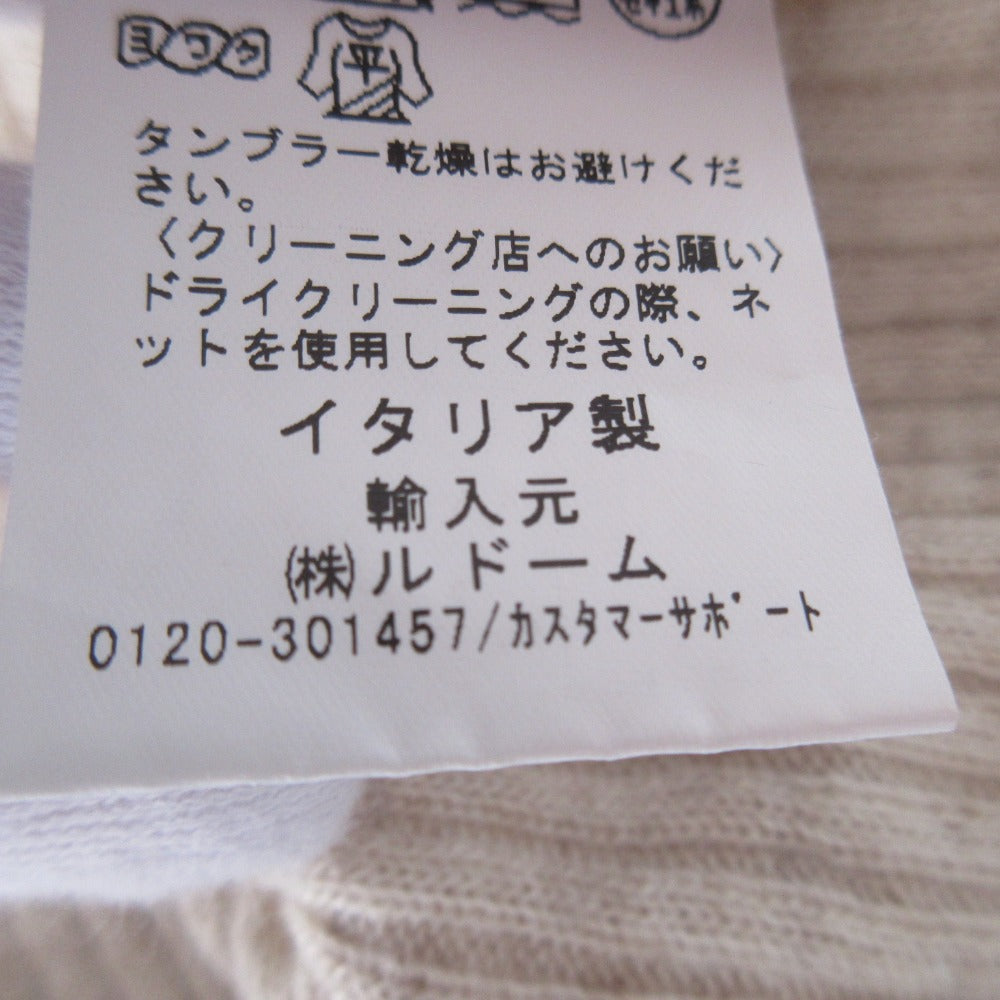 ヨワク
平
タンブラー乾燥はお避けくだ
さい。
〈クリーニング店へのお願い〉
ドライクリーニングの際、ネ
ットを使用してください。
イタリア製
輸入元
(株)ルドーム
0120-301457/カスタマーサポート